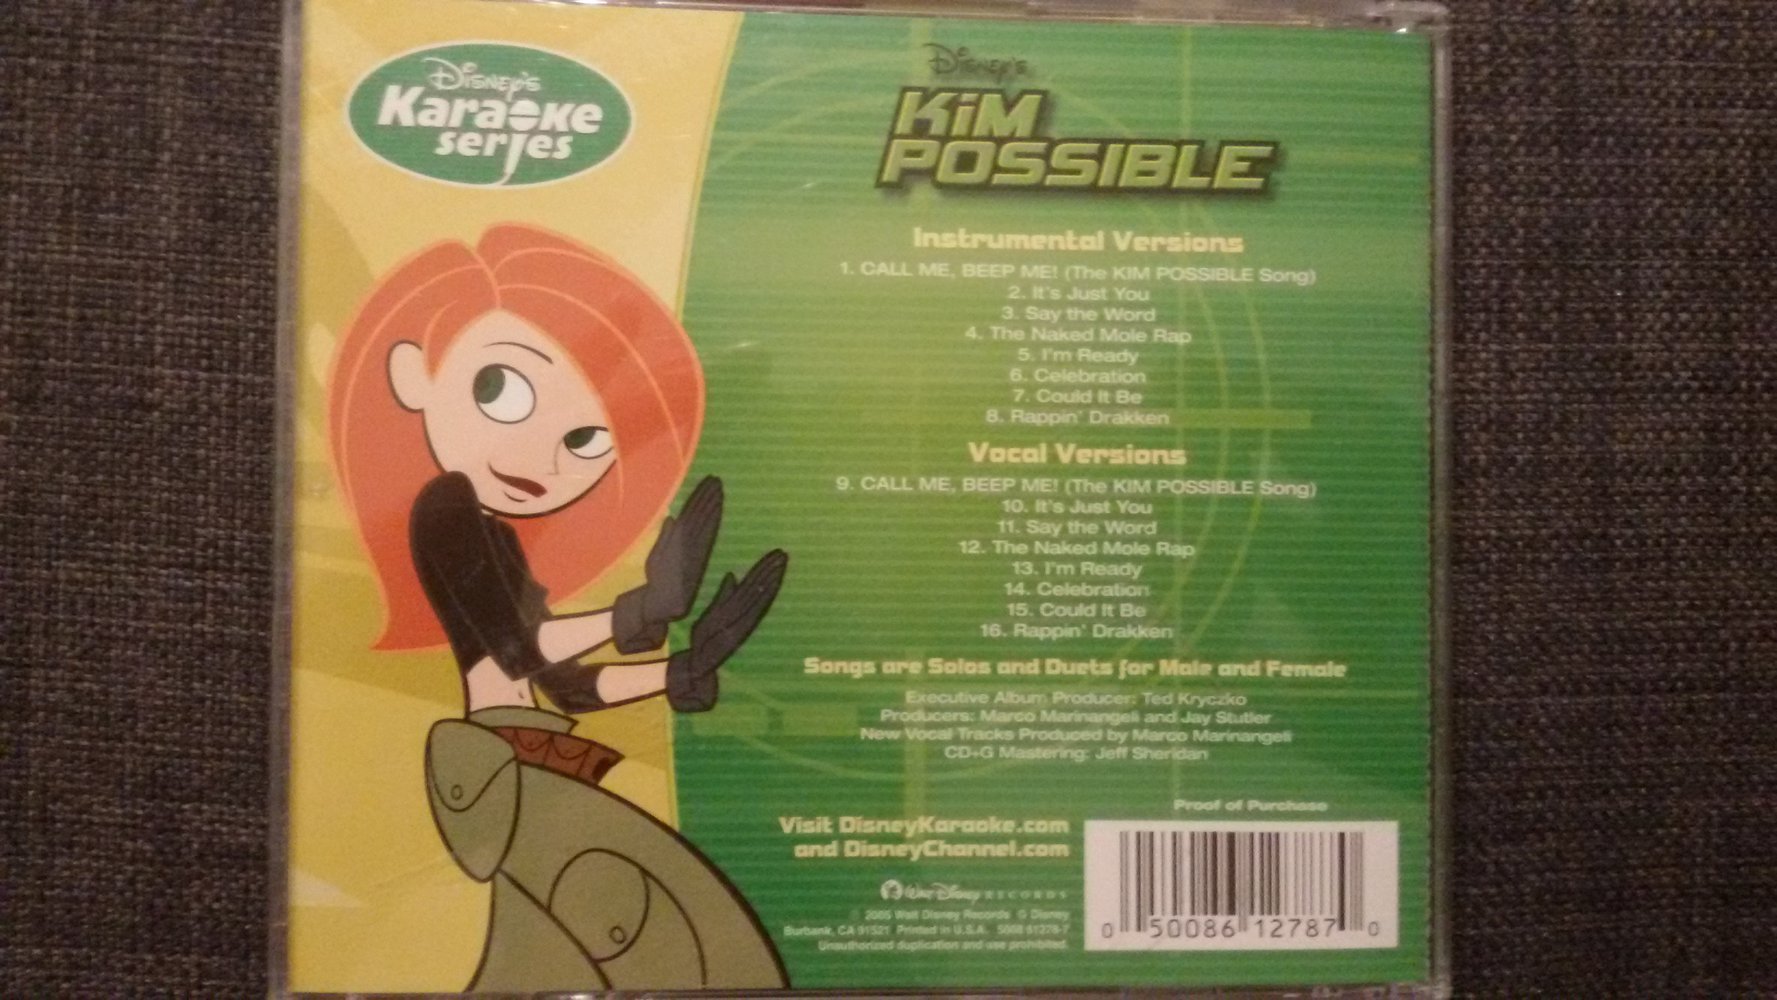 Disney's
Karaoke
series
Disney's
KiM
POSSIBLE
Instrumental Versions
1. CALL ME, BEEP ME! (The KIM POSSIBLE Song)
2. It's Just You
3. Say the Word
4. The Naked Mole Rap
5. I'm Ready
6. Celebration
7. Could It Be
8. Rappin' Drakken
Vocal Versions
9. CALL ME, BEEP ME! (The KIM POSSIBLE Song)
10. It's Just You
11. Say the Word
12. The Naked Mole Rap
13. I'm Ready
14. Celebration
15. Could It Be
16. Rappin' Drakken
Songs are Solos and Duets for Male and Female
Executive Album Producer: Ted Kryczko
Producers: Marco Marinangeli and Jay Stutler
New Vocal Tracks Produced by Marco Marinangeli
CD+G Mastering: Jeff Sheridan
Proof of Purchase
Visit DisneyKaraoke.com
and DisneyChannel.com
Walt Disney RECORDS
2005 Walt Disney Records © Disney
Burbank, CA 91521 Printed in U.S.A. 5008 61278-7
Unauthorized duplication and use prohibited.
0 50086 12787 0